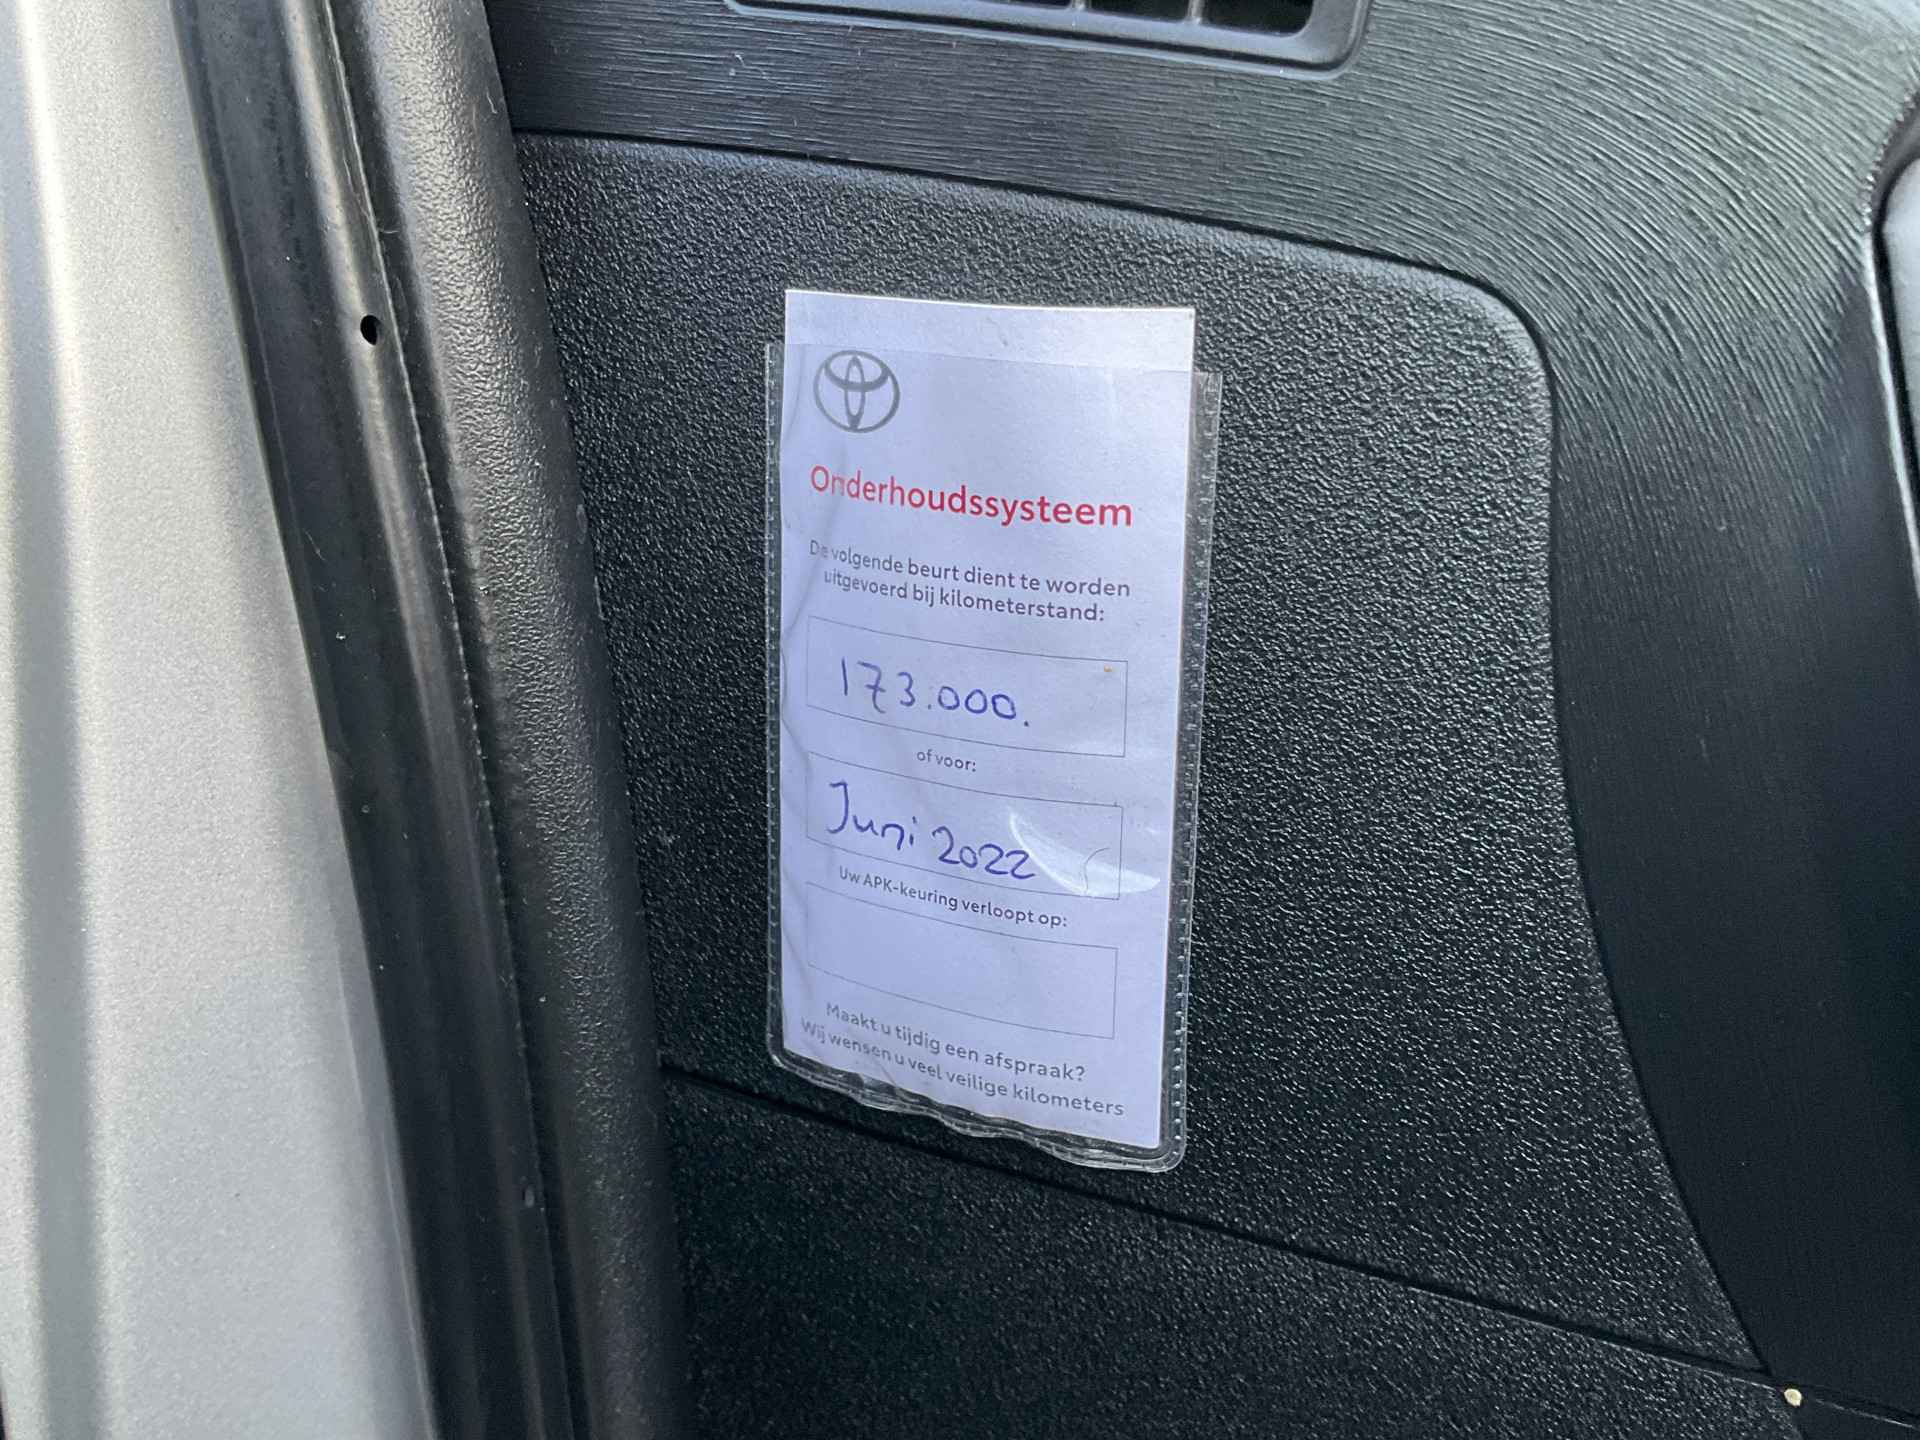 Onderhoudssysteem
De volgende beurt dient te worden
uitgevoerd bij kilometerstand:
173.000.
of voor:
Juni 2022
Uw APK-keuring verloopt op:
Maakt u tijdig een afspraak?
Wij wensen u veel veilige kilometers